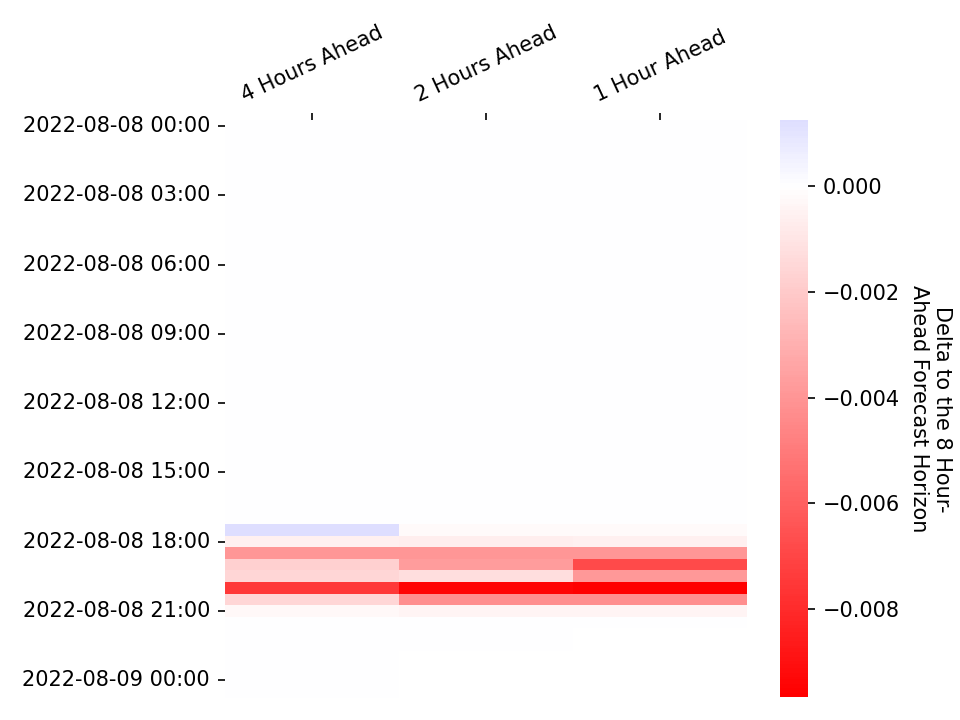 4 Hours Ahead
2 Hours Ahead
1 Hour Ahead
2022-08-08 00:00
2022-08-08 03:00
2022-08-08 06:00
2022-08-08 09:00
2022-08-08 12:00
2022-08-08 15:00
2022-08-08 18:00
2022-08-08 21:00
2022-08-09 00:00
0.000
−0.002
−0.004
−0.006
−0.008
Delta to the 8 Hour-
Ahead Forecast Horizon